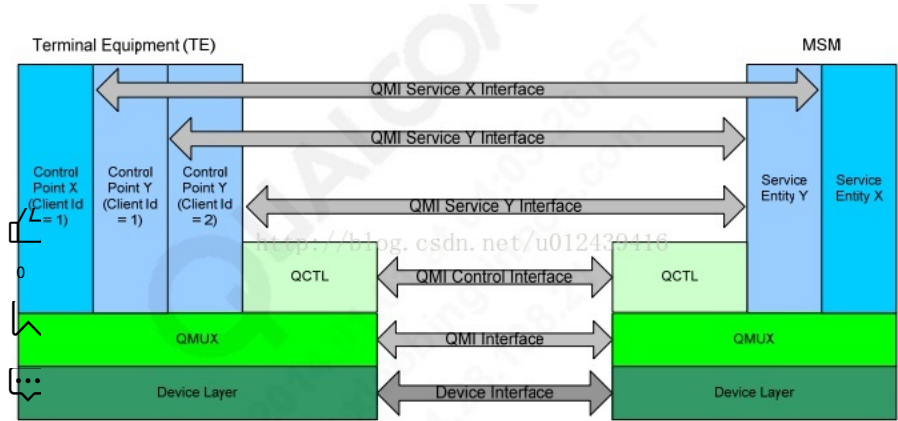 Terminal Equipment (TE)
MSM
QMI Service X Interface
QMI Service Y Interface
Control
Point X
(Client Id
= 1)
Control
Point Y
(Client Id
= 1)
Control
Point Y
(Client Id
= 2)
Service
Entity Y
Service
Entity X
QMI Service Y Interface
http://blog.csdn.net/u012439416
QCTL
QMI Control Interface
QCTL
0
QMUX
QMI Interface
QMUX
Device Layer
Device Interface
Device Layer